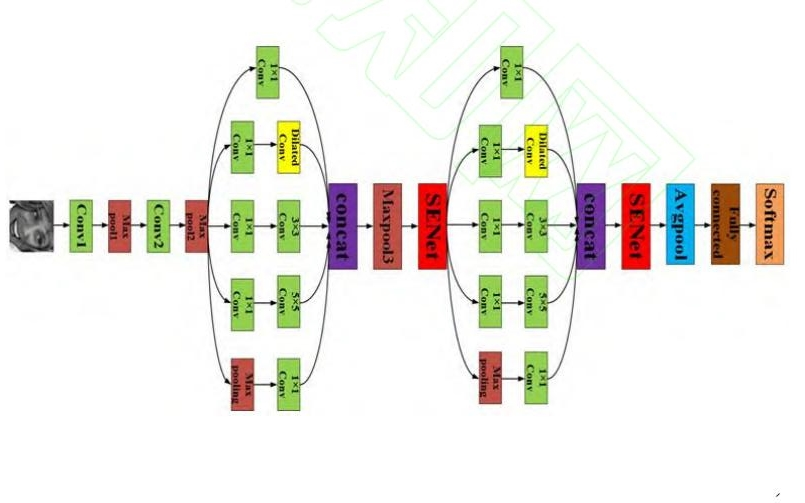 Conv1
Max
pool1
Conv2
Max
pool2
1×1
Conv
1×1
Conv
Dilated
Conv
1×1
Conv
3×3
Conv
1×1
Conv
5×5
Conv
Max
pooling
1×1
Conv
concat
Maxpool3
SENet
1×1
Conv
1×1
Conv
Dilated
Conv
1×1
Conv
3×3
Conv
1×1
Conv
5×5
Conv
Max
pooling
1×1
Conv
concat
SENet
Avgpool
Fully
connected
Softmax